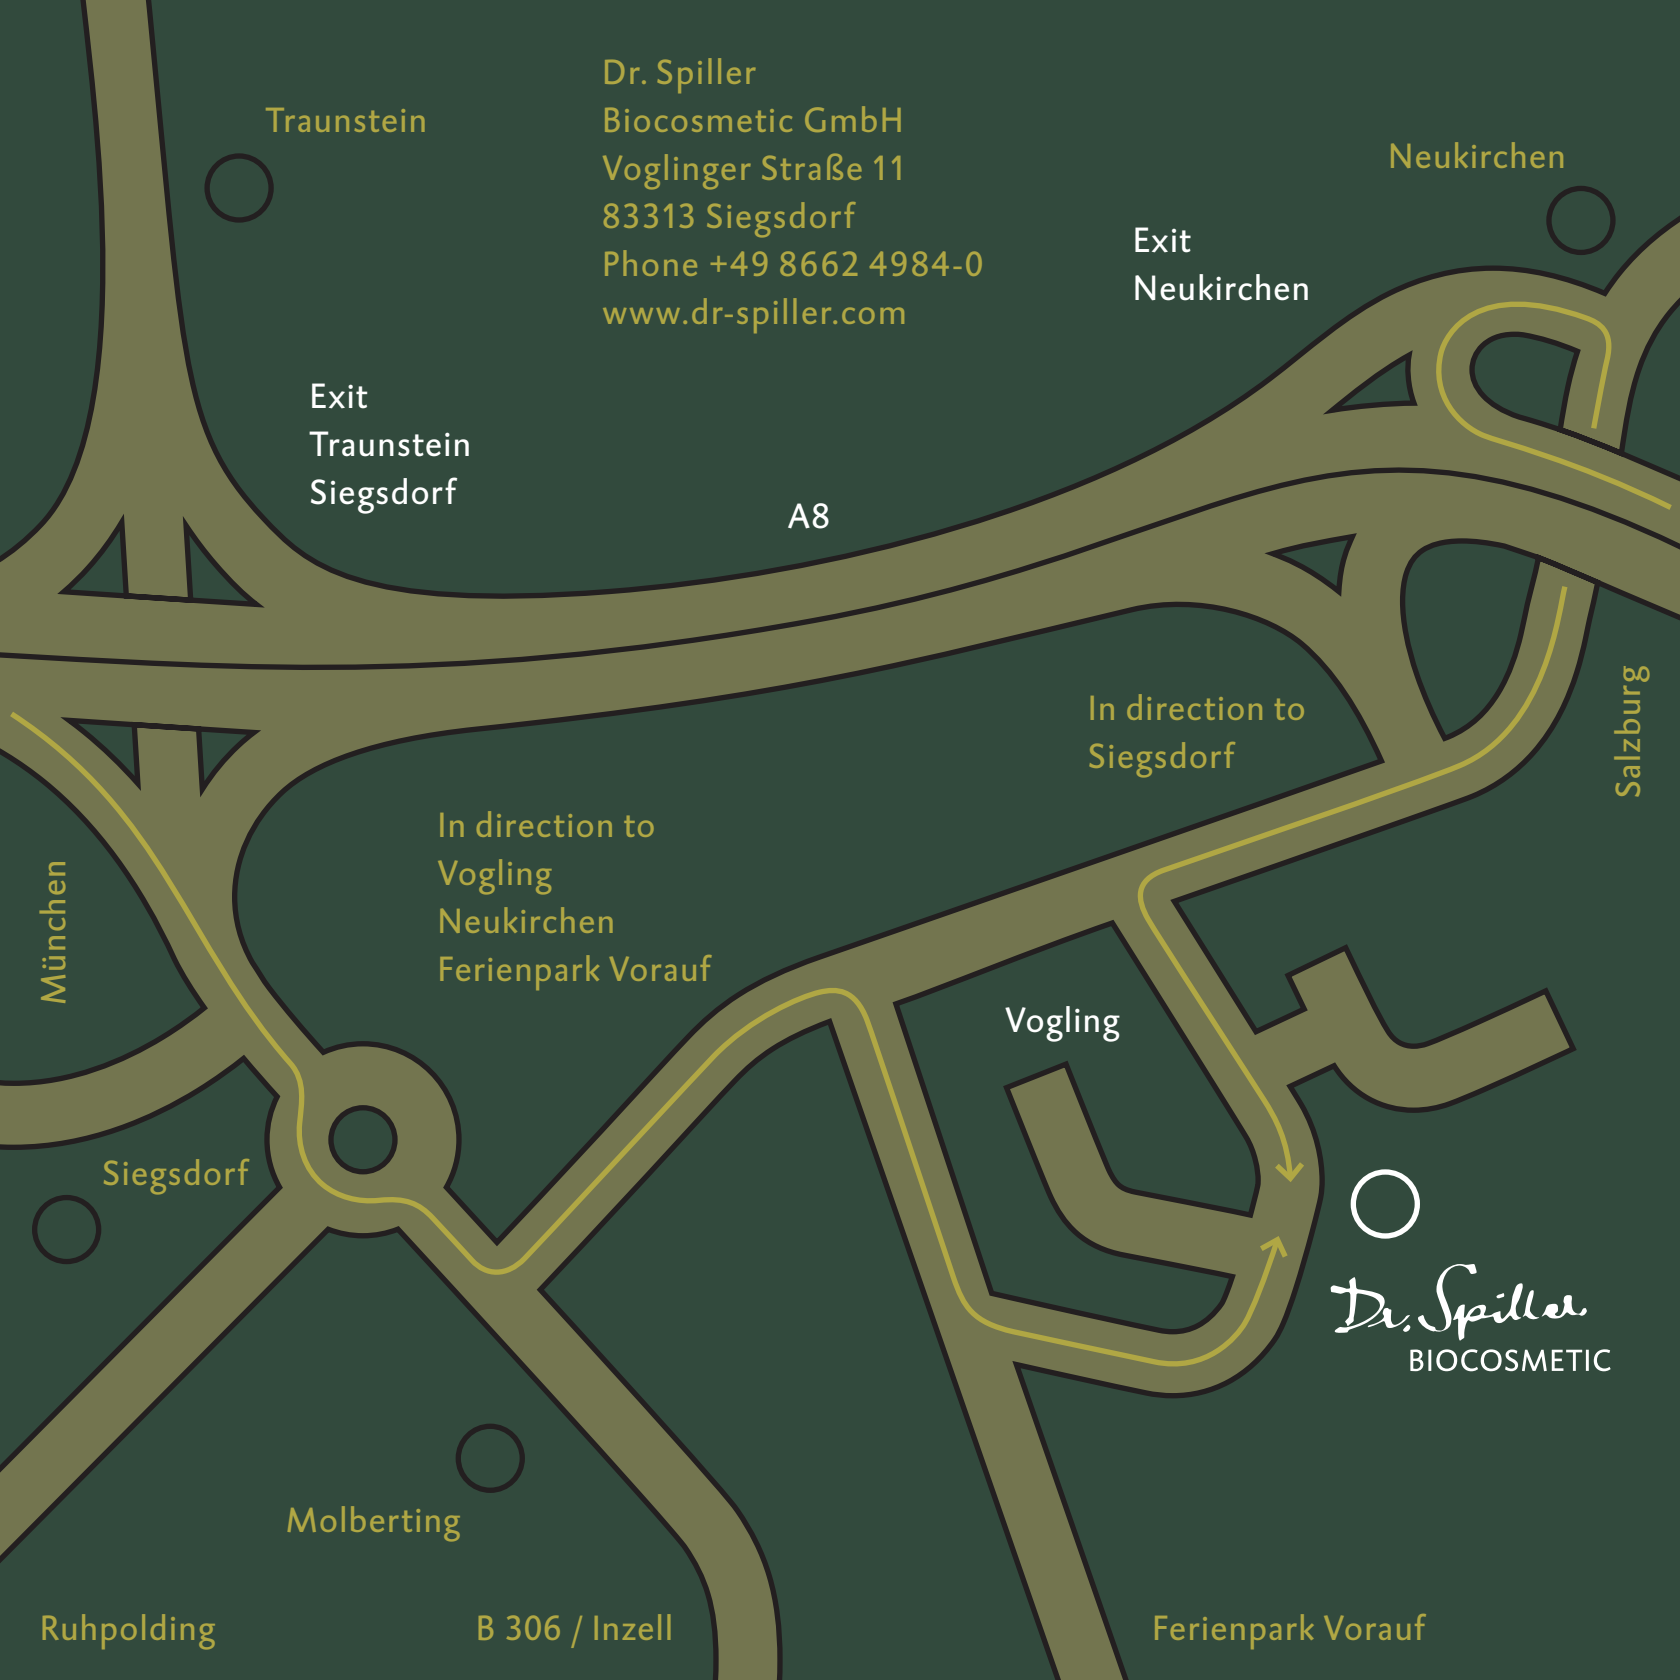 Dr. Spiller
Biocosmetic GmbH
Voglinger Straße 11
83313 Siegsdorf
Phone +49 8662 4984-0
www.dr-spiller.com
Traunstein
Neukirchen
Exit
Neukirchen
Exit
Traunstein
Siegsdorf
A8
In direction to
Siegsdorf
Salzburg
In direction to
Vogling
Neukirchen
Ferienpark Vorauf
München
Vogling
Siegsdorf
Dr. Spiller
BIOCOSMETIC
Molberting
Ruhpolding
B 306 / Inzell
Ferienpark Vorauf